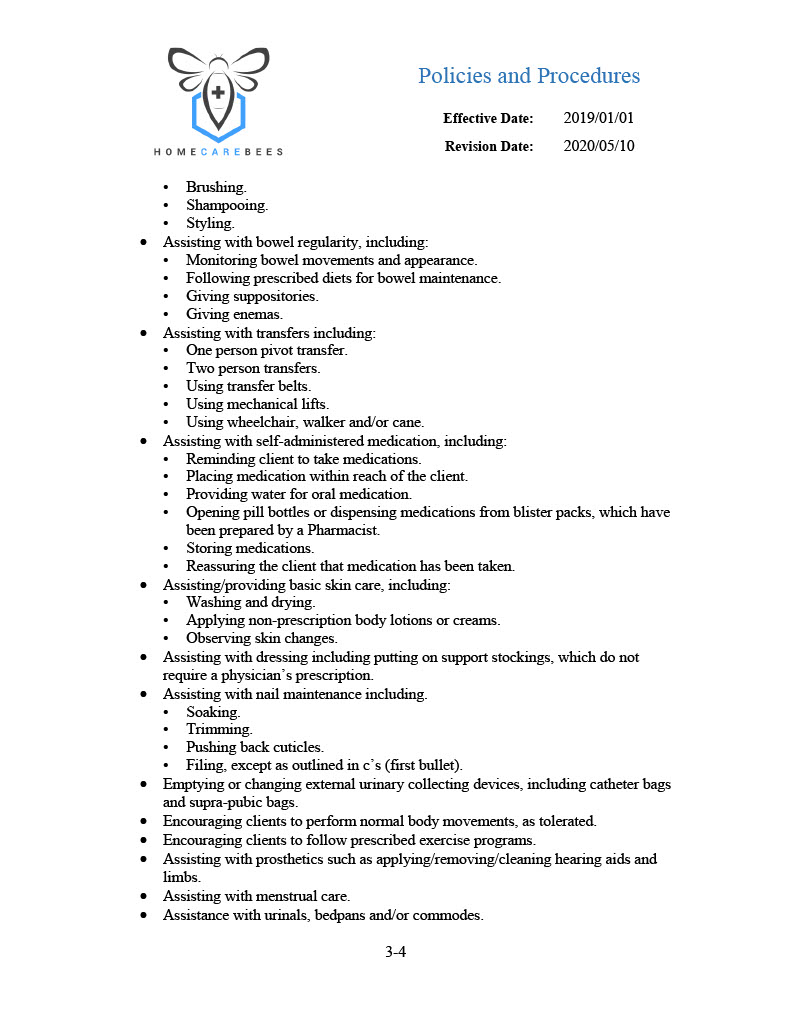 Policies and Procedures
Effective Date: 2019/01/01
Revision Date: 2020/05/10
HOMECAREBEES
• Brushing.
• Shampooing.
• Styling.
• Assisting with bowel regularity, including:
• Monitoring bowel movements and appearance.
• Following prescribed diets for bowel maintenance.
• Giving suppositories.
• Giving enemas.
• Assisting with transfers including:
• One person pivot transfer.
• Two person transfers.
• Using transfer belts.
• Using mechanical lifts.
• Using wheelchair, walker and/or cane.
• Assisting with self-administered medication, including:
• Reminding client to take medications.
• Placing medication within reach of the client.
• Providing water for oral medication.
• Opening pill bottles or dispensing medications from blister packs, which have
been prepared by a Pharmacist.
• Storing medications.
• Reassuring the client that medication has been taken.
• Assisting/providing basic skin care, including:
• Washing and drying.
• Applying non-prescription body lotions or creams.
• Observing skin changes.
• Assisting with dressing including putting on support stockings, which do not
require a physician’s prescription.
• Assisting with nail maintenance including.
• Soaking.
• Trimming.
• Pushing back cuticles.
• Filing, except as outlined in c’s (first bullet).
• Emptying or changing external urinary collecting devices, including catheter bags
and supra-pubic bags.
• Encouraging clients to perform normal body movements, as tolerated.
• Encouraging clients to follow prescribed exercise programs.
• Assisting with prosthetics such as applying/removing/cleaning hearing aids and
limbs.
• Assisting with menstrual care.
• Assistance with urinals, bedpans and/or commodes.
3-4